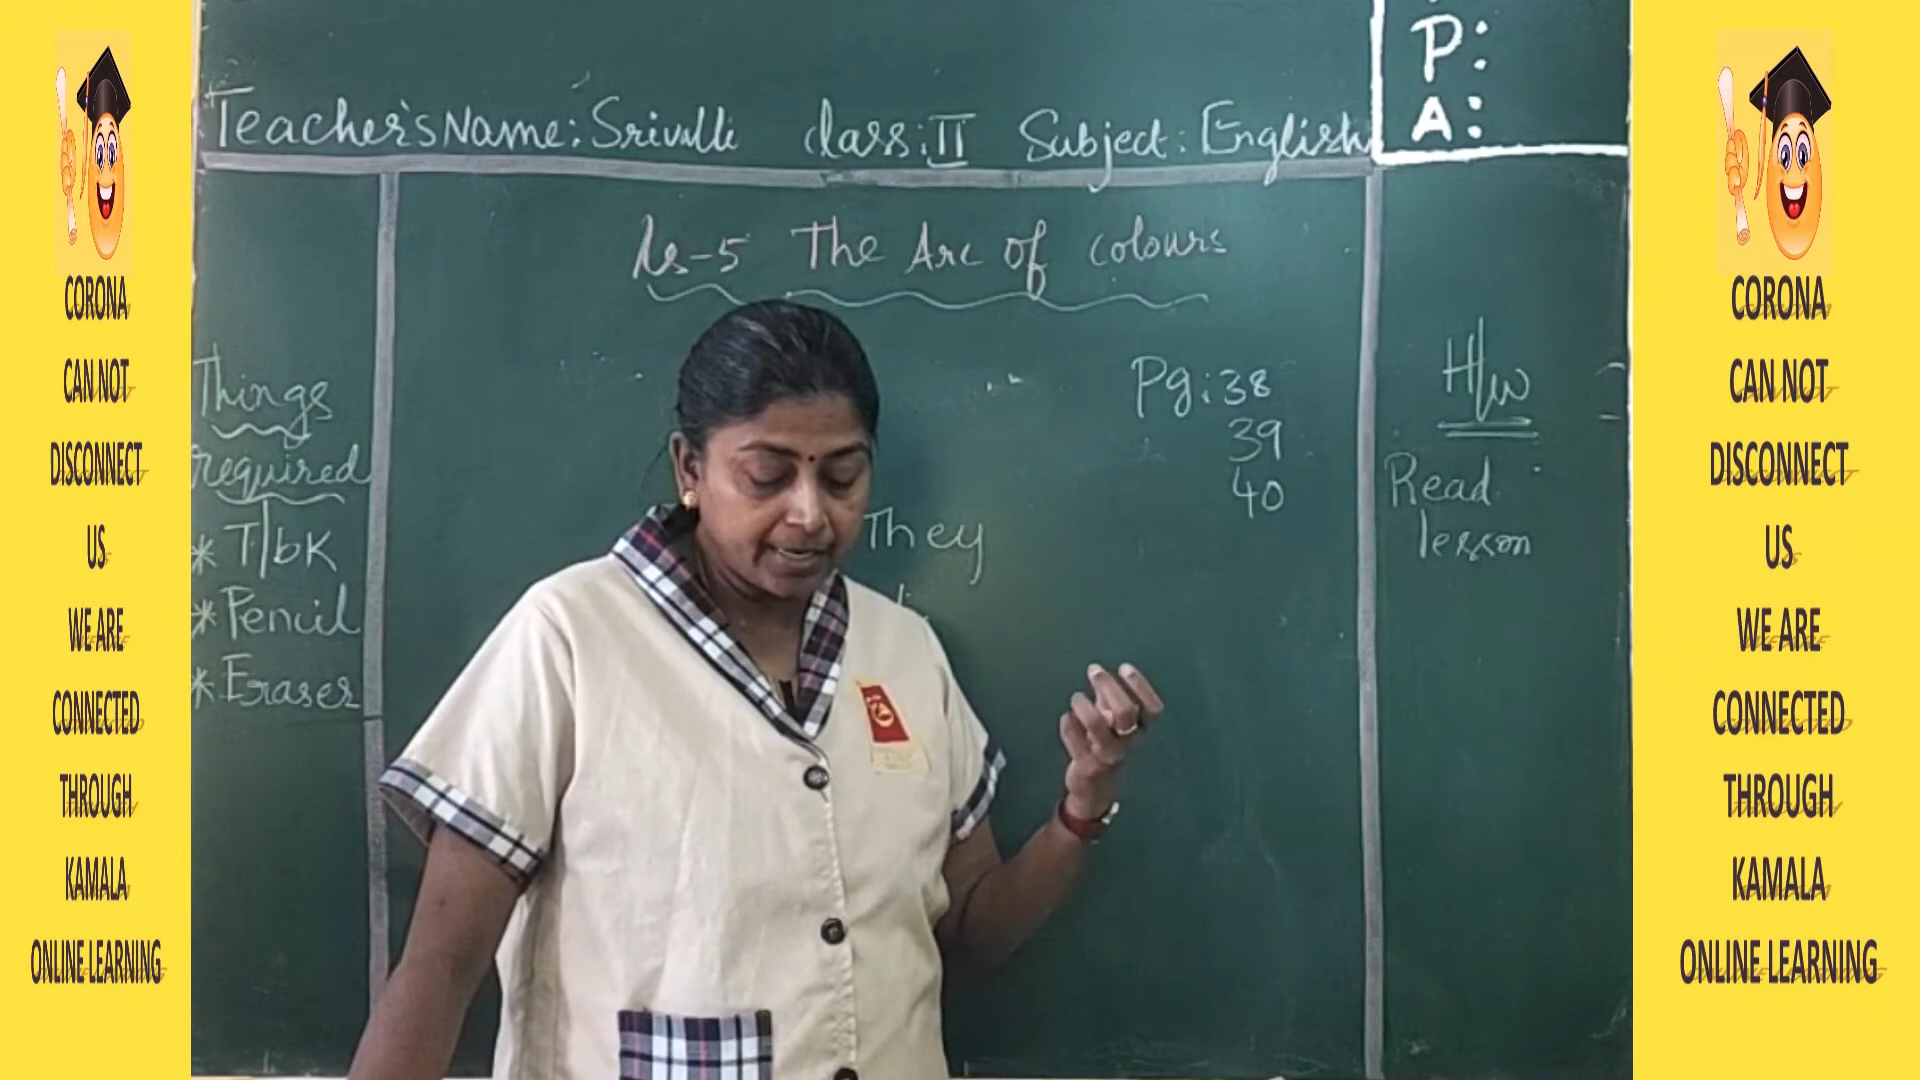 CORONA
CAN NOT
DISCONNECT
US
WE ARE
CONNECTED
THROUGH
KAMALA
ONLINE LEARNING
P:
A:
Teacher's Name: Srivalli Class: II Subject: English
Ls-5 The Arc of colours
Things
required
* T/bK
* Pencil
* Eraser
They
Pg: 38
39
40
H/w
Read
lesson
CORONA
CAN NOT
DISCONNECT
US
WE ARE
CONNECTED
THROUGH
KAMALA
ONLINE LEARNING